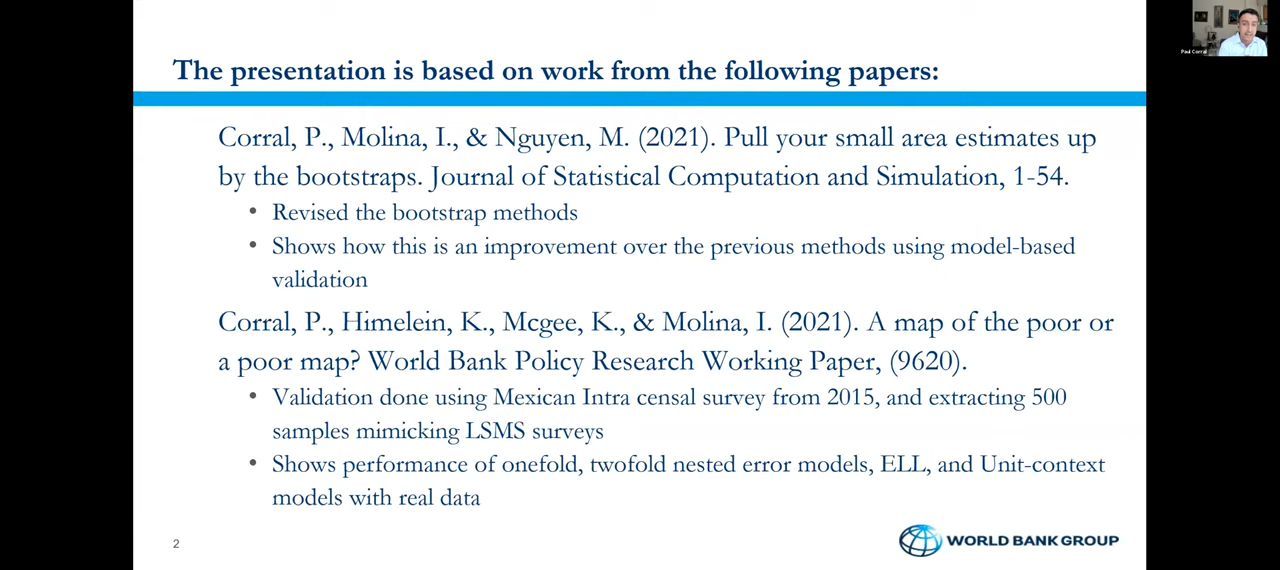 The presentation is based on work from the following papers:
Paul Corral
Corral, P., Molina, I., & Nguyen, M. (2021). Pull your small area estimates up
by the bootstraps. Journal of Statistical Computation and Simulation, 1-54.
• Revised the bootstrap methods
• Shows how this is an improvement over the previous methods using model-based
validation
Corral, P., Himelein, K., Mcgee, K., & Molina, I. (2021). A map of the poor or
a poor map? World Bank Policy Research Working Paper, (9620).
• Validation done using Mexican Intra censal survey from 2015, and extracting 500
samples mimicking LSMS surveys
• Shows performance of onefold, twofold nested error models, ELL, and Unit-context
models with real data
2
WORLD BANK GROUP